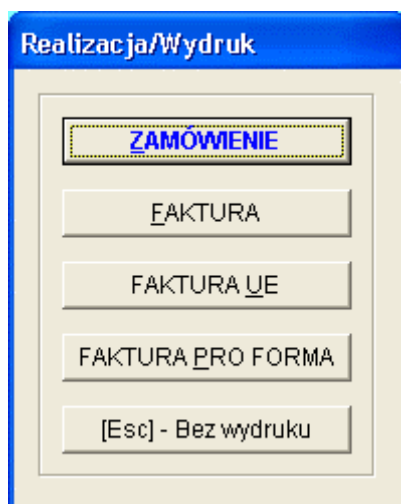 Realizacja/Wydruk
ZAMÓWIENIE
FAKTURA
FAKTURA UE
FAKTURA PRO FORMA
[Esc] - Bez wydruku